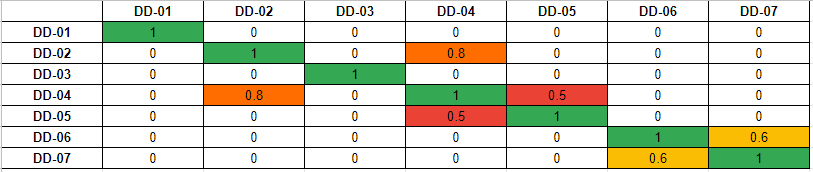 DD-01 DD-02 DD-03 DD-04 DD-05 DD-06 DD-07
DD-01 1 0 0 0 0 0 0
DD-02 0 1 0 0.8 0 0 0
DD-03 0 0 1 0 0 0 0
DD-04 0 0.8 0 1 0.5 0 0
DD-05 0 0 0 0.5 1 0 0
DD-06 0 0 0 0 0 1 0.6
DD-07 0 0 0 0 0 0.6 1